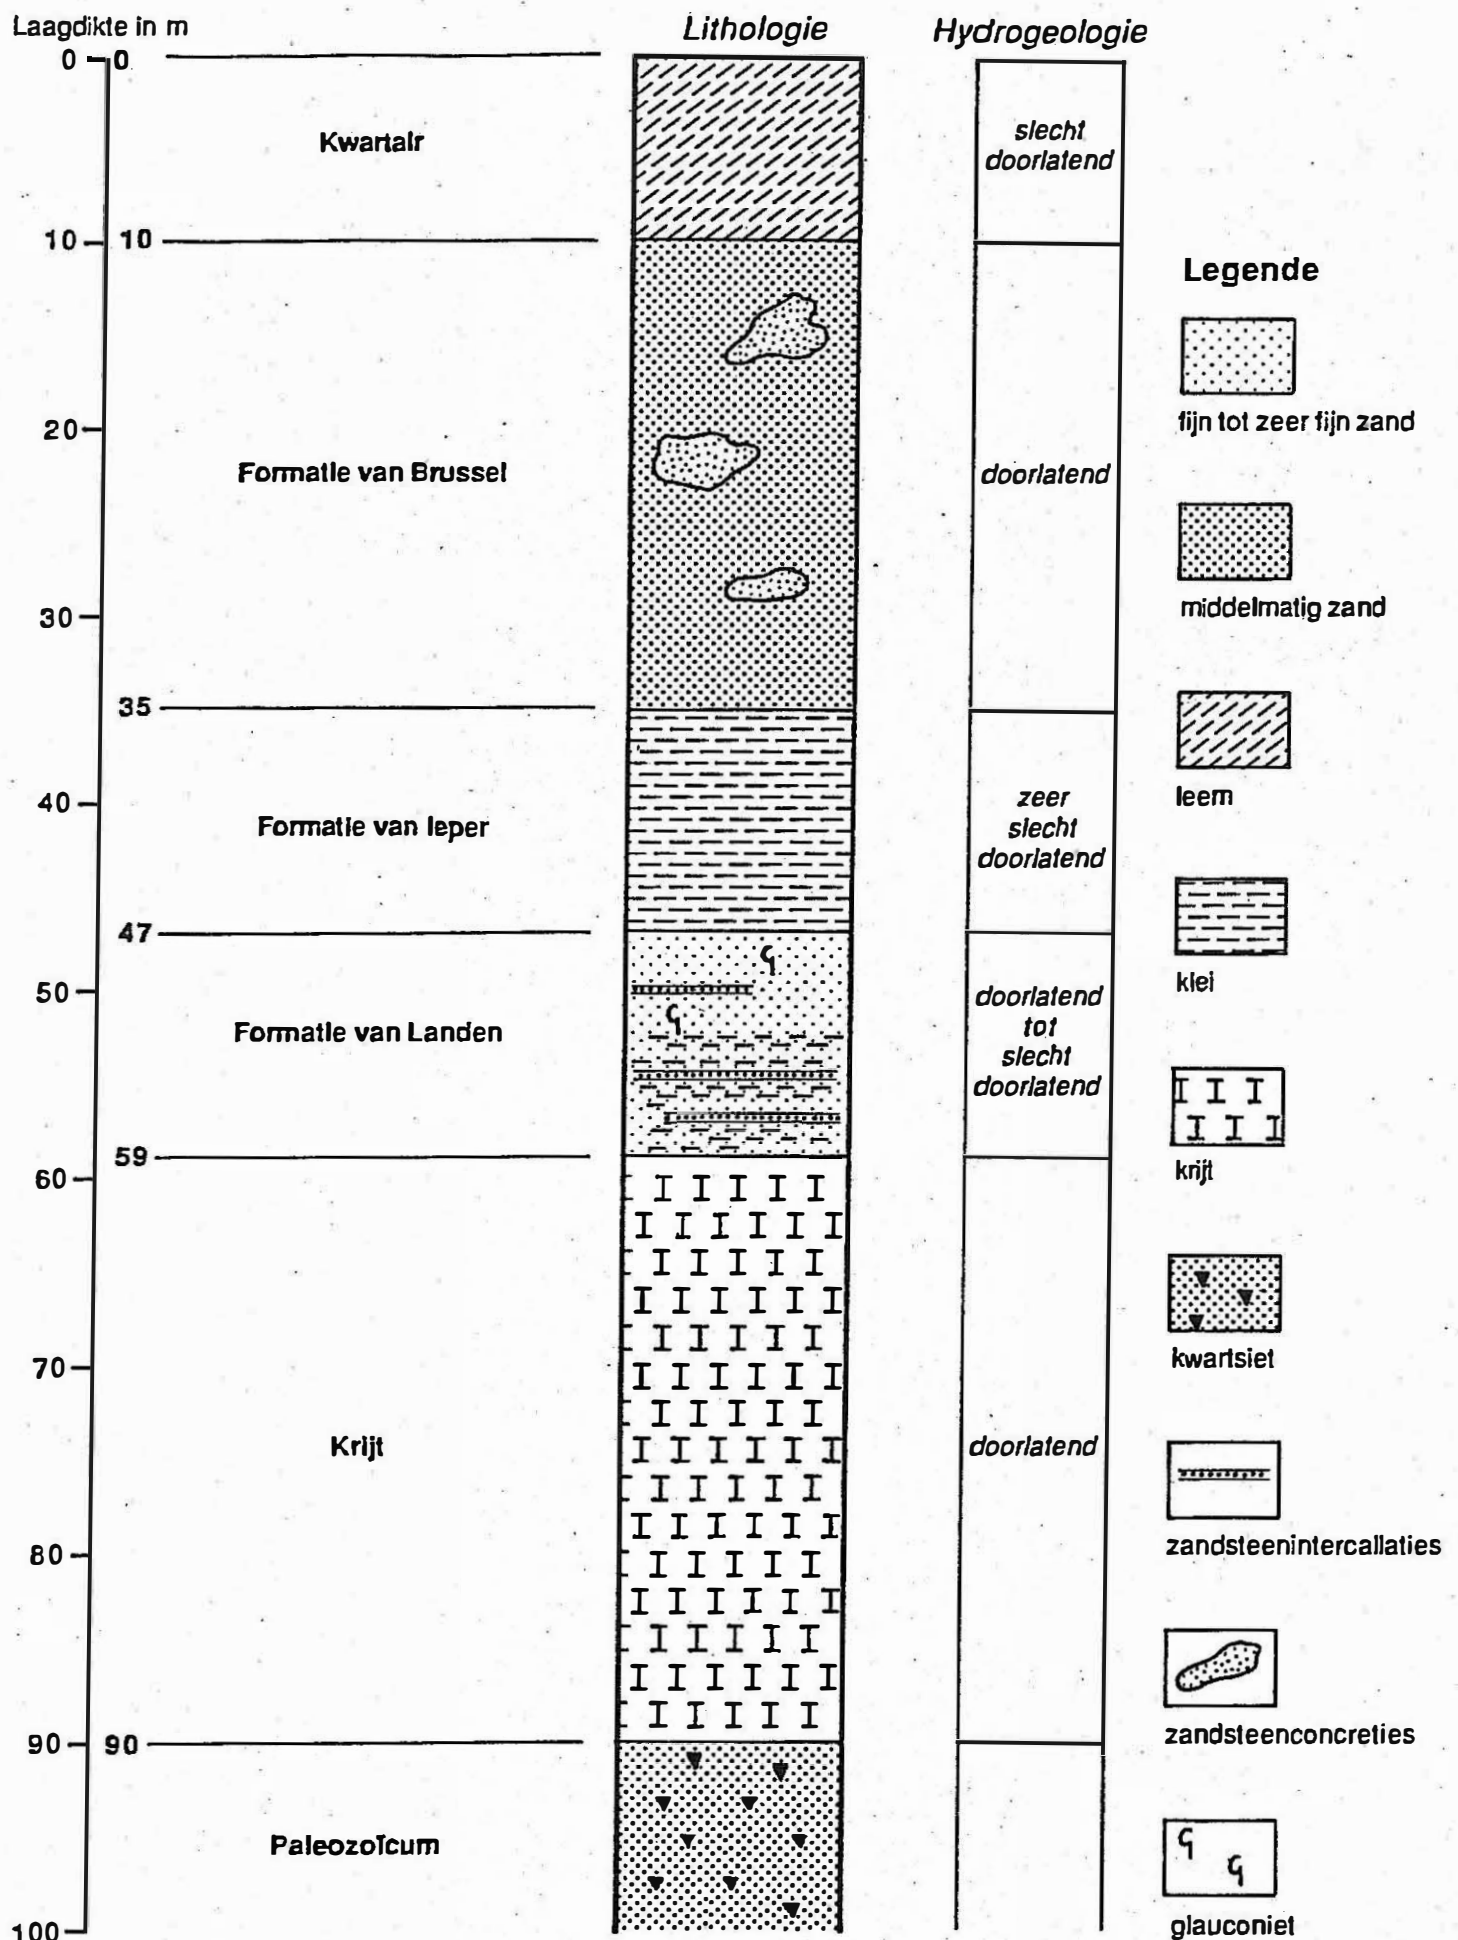 Laagdikte in m
Lithologie
Hydrogeologie
0
0
Kwartair
slecht
doorlatend
10
10
Legende
fijn tot zeer fijn zand
20
Formatie van Brussel
doorlatend
middelmatig zand
30
35
leem
40
Formatie van Ieper
zeer
slecht
doorlatend
47
klei
50
Formatie van Landen
doorlatend
tot
slecht
doorlatend
59
60
krijt
kwartsiet
70
Krijt
doorlatend
zandsteenintercallaties
80
zandsteenconcreties
90
90
Paleozoïcum
glauconiet
100